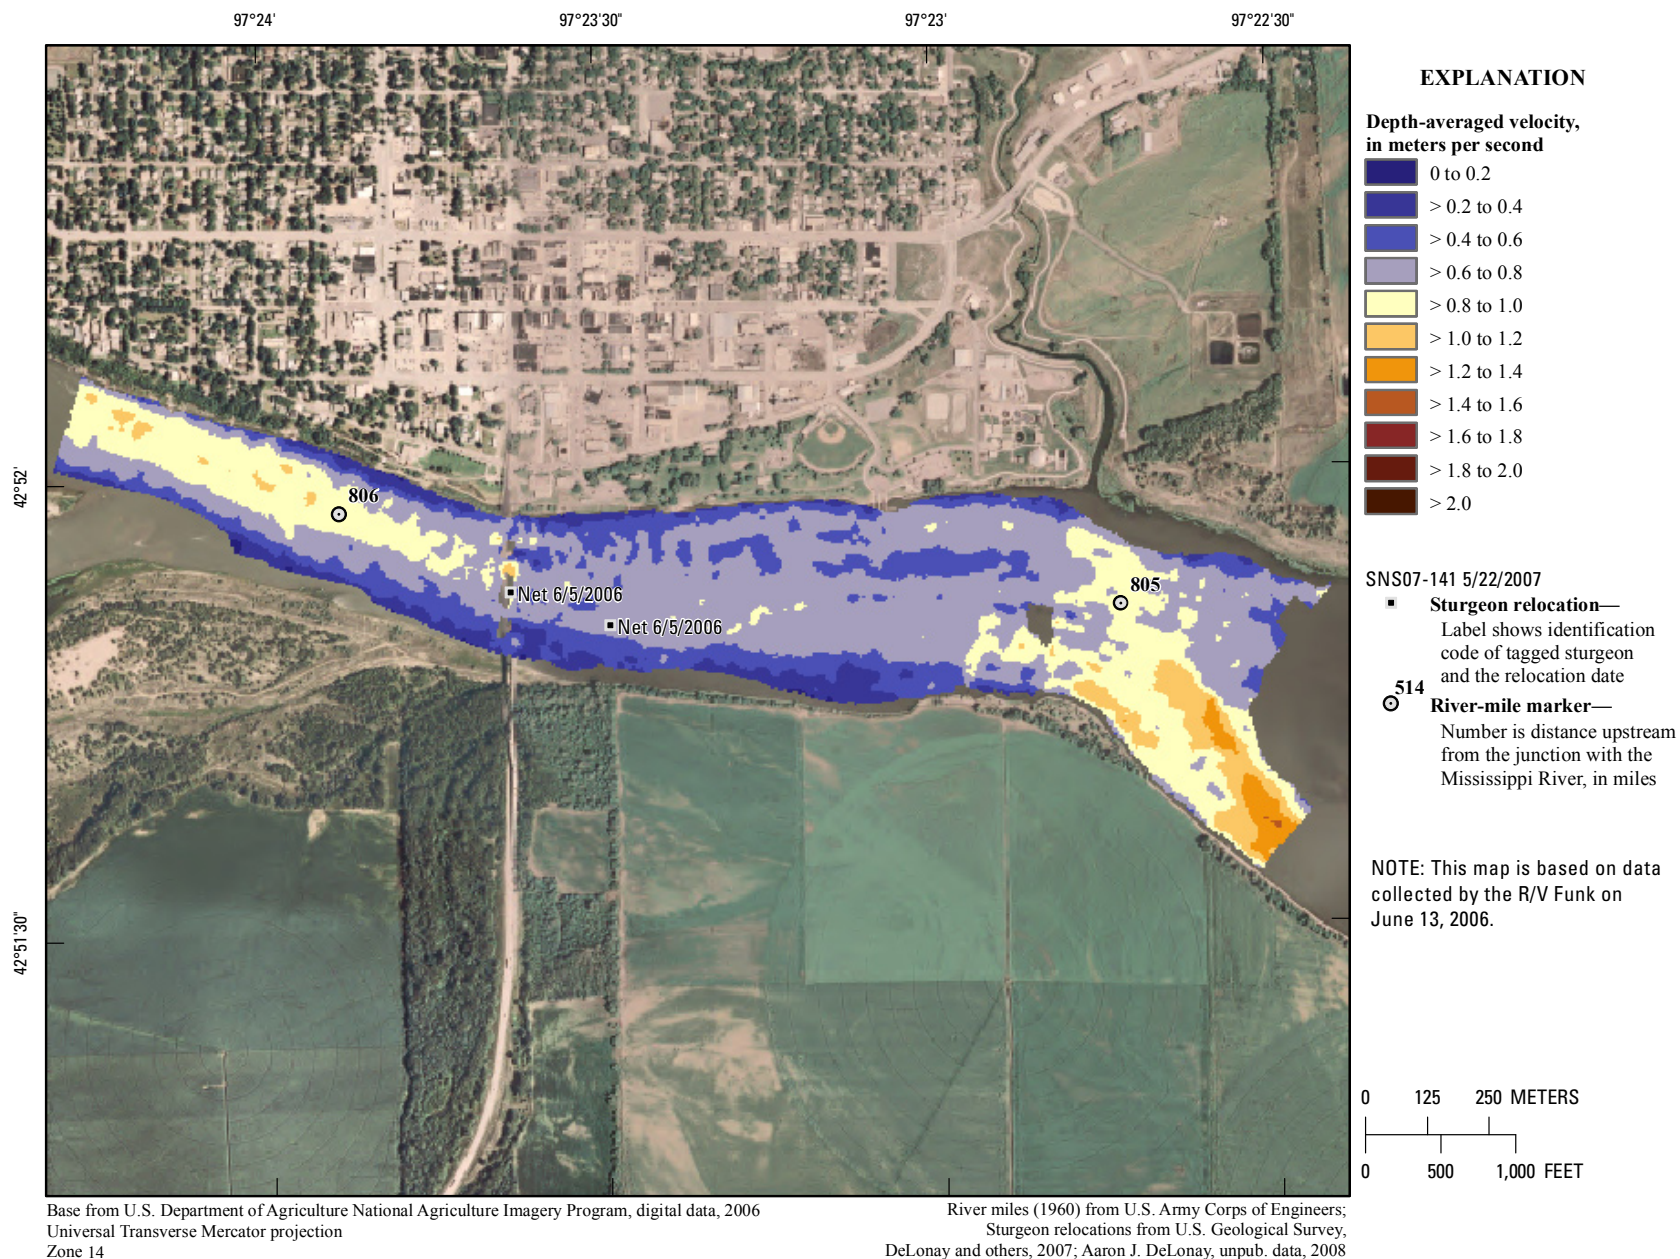 97°24'
97°23'30"
97°23'
97°22'30"
42°52'
42°51'30"
806
805
Net 6/5/2006
Net 6/5/2006
EXPLANATION
Depth-averaged velocity,
in meters per second
0 to 0.2
> 0.2 to 0.4
> 0.4 to 0.6
> 0.6 to 0.8
> 0.8 to 1.0
> 1.0 to 1.2
> 1.2 to 1.4
> 1.4 to 1.6
> 1.6 to 1.8
> 1.8 to 2.0
> 2.0
SNS07-141 5/22/2007
Sturgeon relocation—
Label shows identification
code of tagged sturgeon
and the relocation date
514
River-mile marker—
Number is distance upstream
from the junction with the
Mississippi River, in miles
NOTE: This map is based on data
collected by the R/V Funk on
June 13, 2006.
0 125 250 METERS
0 500 1,000 FEET
Base from U.S. Department of Agriculture National Agriculture Imagery Program, digital data, 2006
Universal Transverse Mercator projection
Zone 14
River miles (1960) from U.S. Army Corps of Engineers;
Sturgeon relocations from U.S. Geological Survey,
DeLonay and others, 2007; Aaron J. DeLonay, unpub. data, 2008